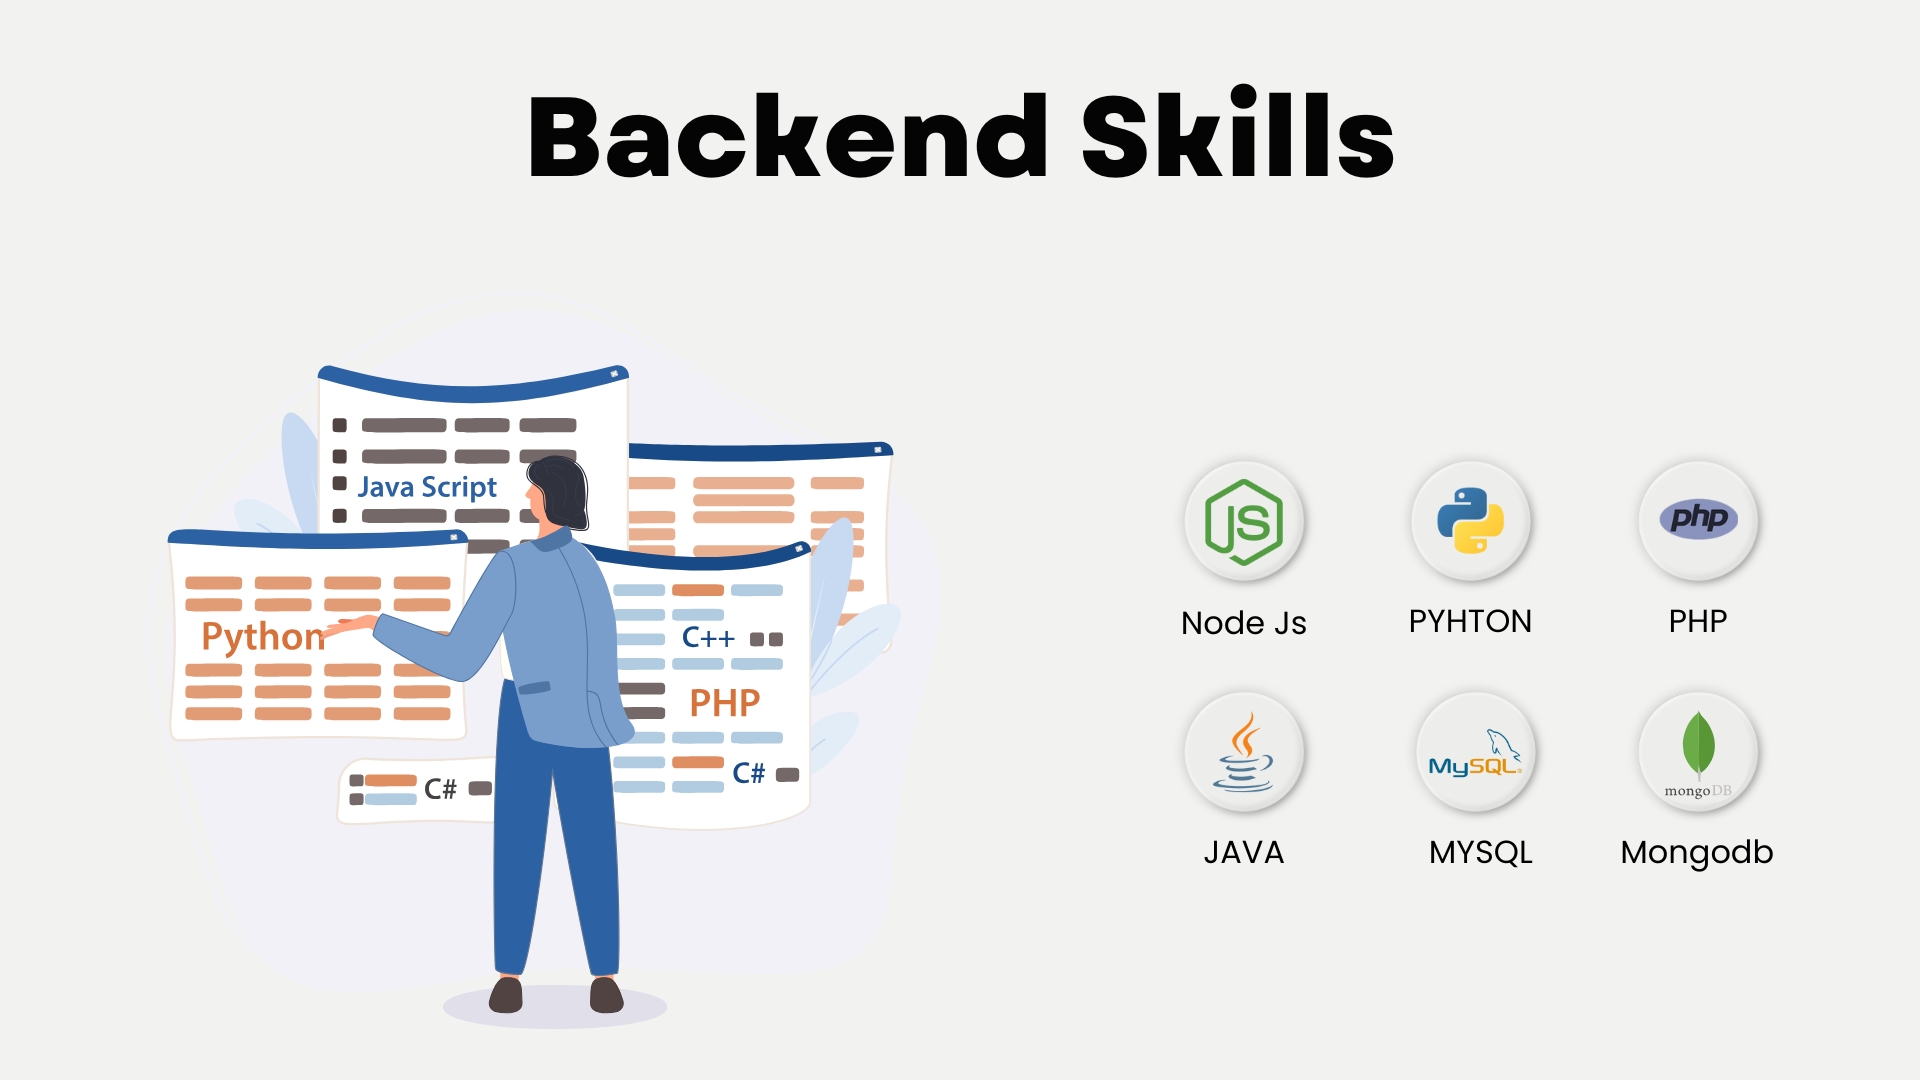 Backend Skills
Java Script
Python
C++
PHP
C#
C#
JS
php
Node Js
PYHTON
PHP
MySQL
mongoDB
JAVA
MYSQL
Mongodb